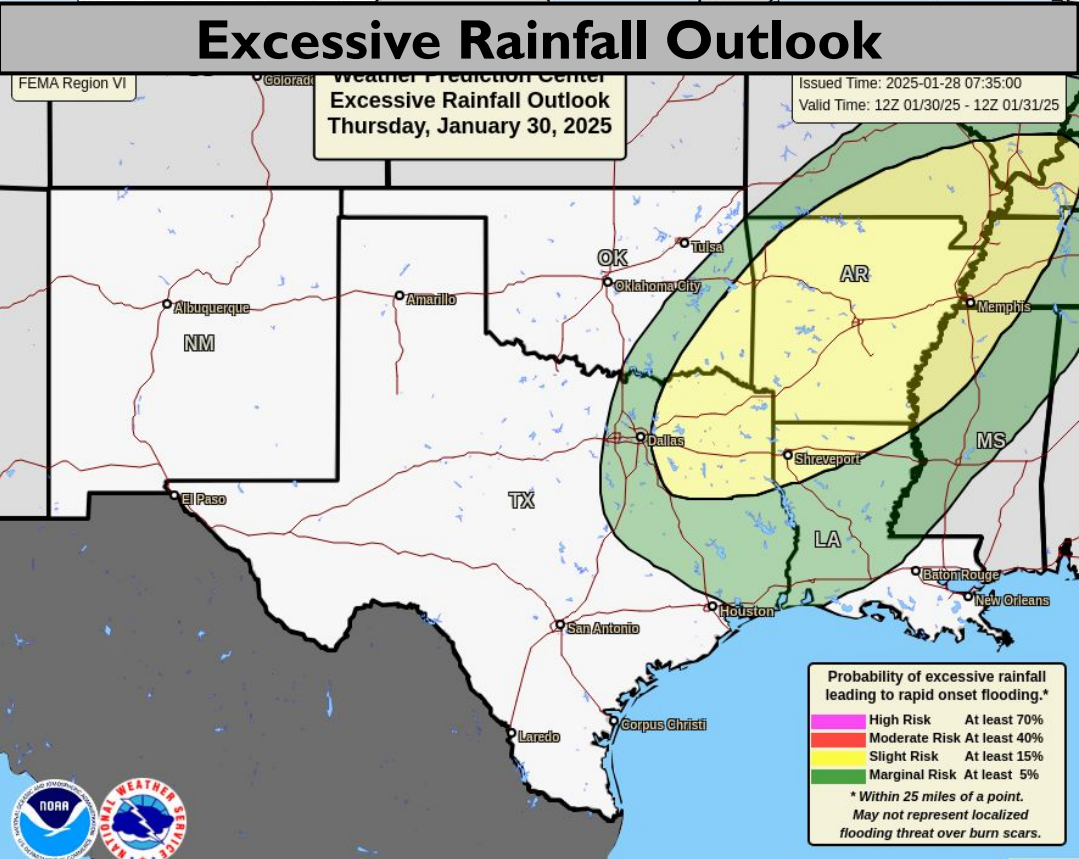 Excessive Rainfall Outlook
FEMA Region VI
Weather Prediction Center
Excessive Rainfall Outlook
Thursday, January 30, 2025
Issued Time: 2025-01-28 07:35:00
Valid Time: 12Z 01/30/25 - 12Z 01/31/25
Colorado
Tulsa
OK
Oklahoma City
AR
Albuquerque
Amarillo
Memphis
NM
Dallas
MS
Shreveport
El Paso
TX
LA
Baton Rouge
New Orleans
Houston
San Antonio
Corpus Christi
Laredo
Probability of excessive rainfall
leading to rapid onset flooding.*
High Risk At least 70%
Moderate Risk At least 40%
Slight Risk At least 15%
Marginal Risk At least 5%
* Within 25 miles of a point.
May not represent localized
flooding threat over burn scars.
NOAA
NATIONAL WEATHER SERVICE